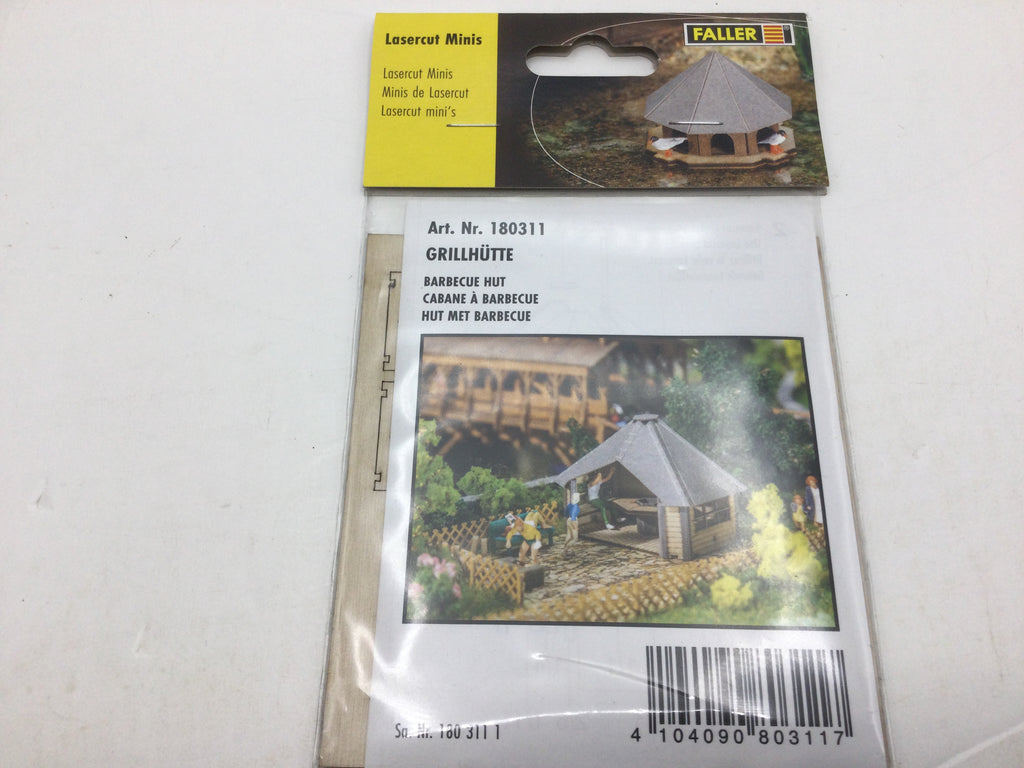 Lasercut Minis
Lasercut Minis
Minis de Lasercut
Lasercut mini's
FALLER
Art. Nr. 180311
GRILLHÜTTE
BARBECUE HUT
CABANE À BARBECUE
HUT MET BARBECUE
Sa. Nr. 180 311 1
4 104090 803117